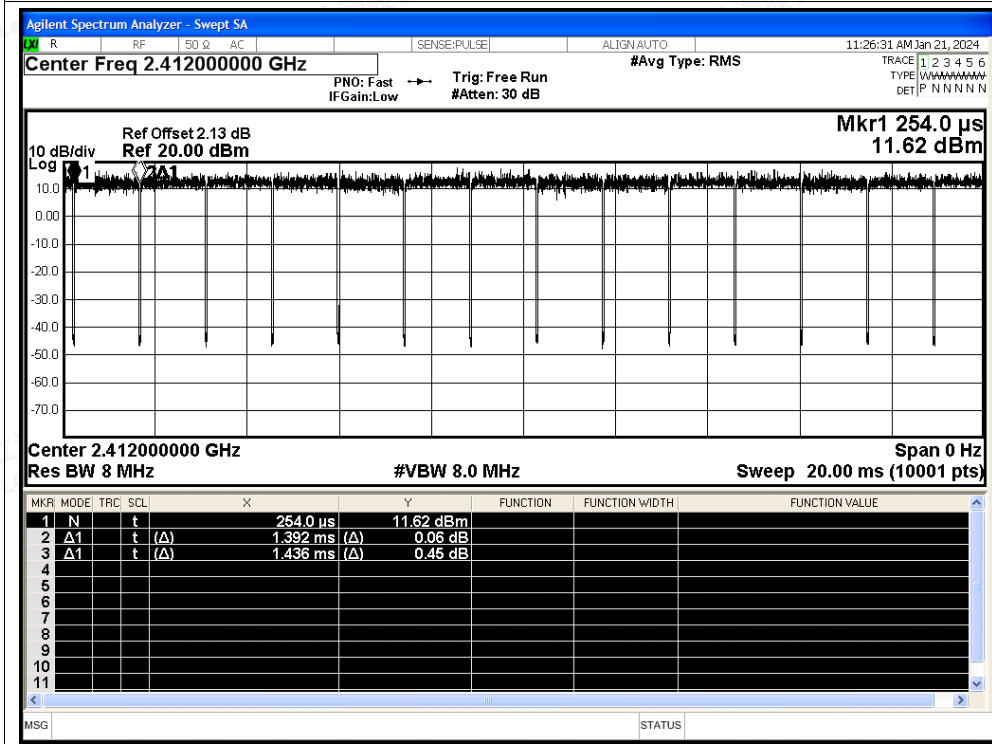 Agilent Spectrum Analyzer - Swept SA
LXI R RF 50 Ω AC SENSE:PULSE ALIGN AUTO 11:26:31 AM Jan 21, 2024
Center Freq 2.412000000 GHz #Avg Type: RMS TRACE 1 2 3 4 5 6
PNO: Fast Trig: Free Run TYPE WWWWWW
IFGain:Low #Atten: 30 dB DET P N N N N N
Mkr1 254.0 µs
Ref Offset 2.13 dB
10 dB/div Ref 20.00 dBm 11.62 dBm
Log
1 2Δ1
10.0
0.00
-10.0
-20.0
-30.0
-40.0
-50.0
-60.0
-70.0
Center 2.412000000 GHz Span 0 Hz
Res BW 8 MHz #VBW 8.0 MHz Sweep 20.00 ms (10001 pts)
MKR MODE TRC SCL X Y FUNCTION FUNCTION WIDTH FUNCTION VALUE
1 N t 254.0 µs 11.62 dBm
2 Δ1 t (Δ) 1.392 ms (Δ) 0.06 dB
3 Δ1 t (Δ) 1.436 ms (Δ) 0.45 dB
4
5
6
7
8
9
10
11
MSG STATUS